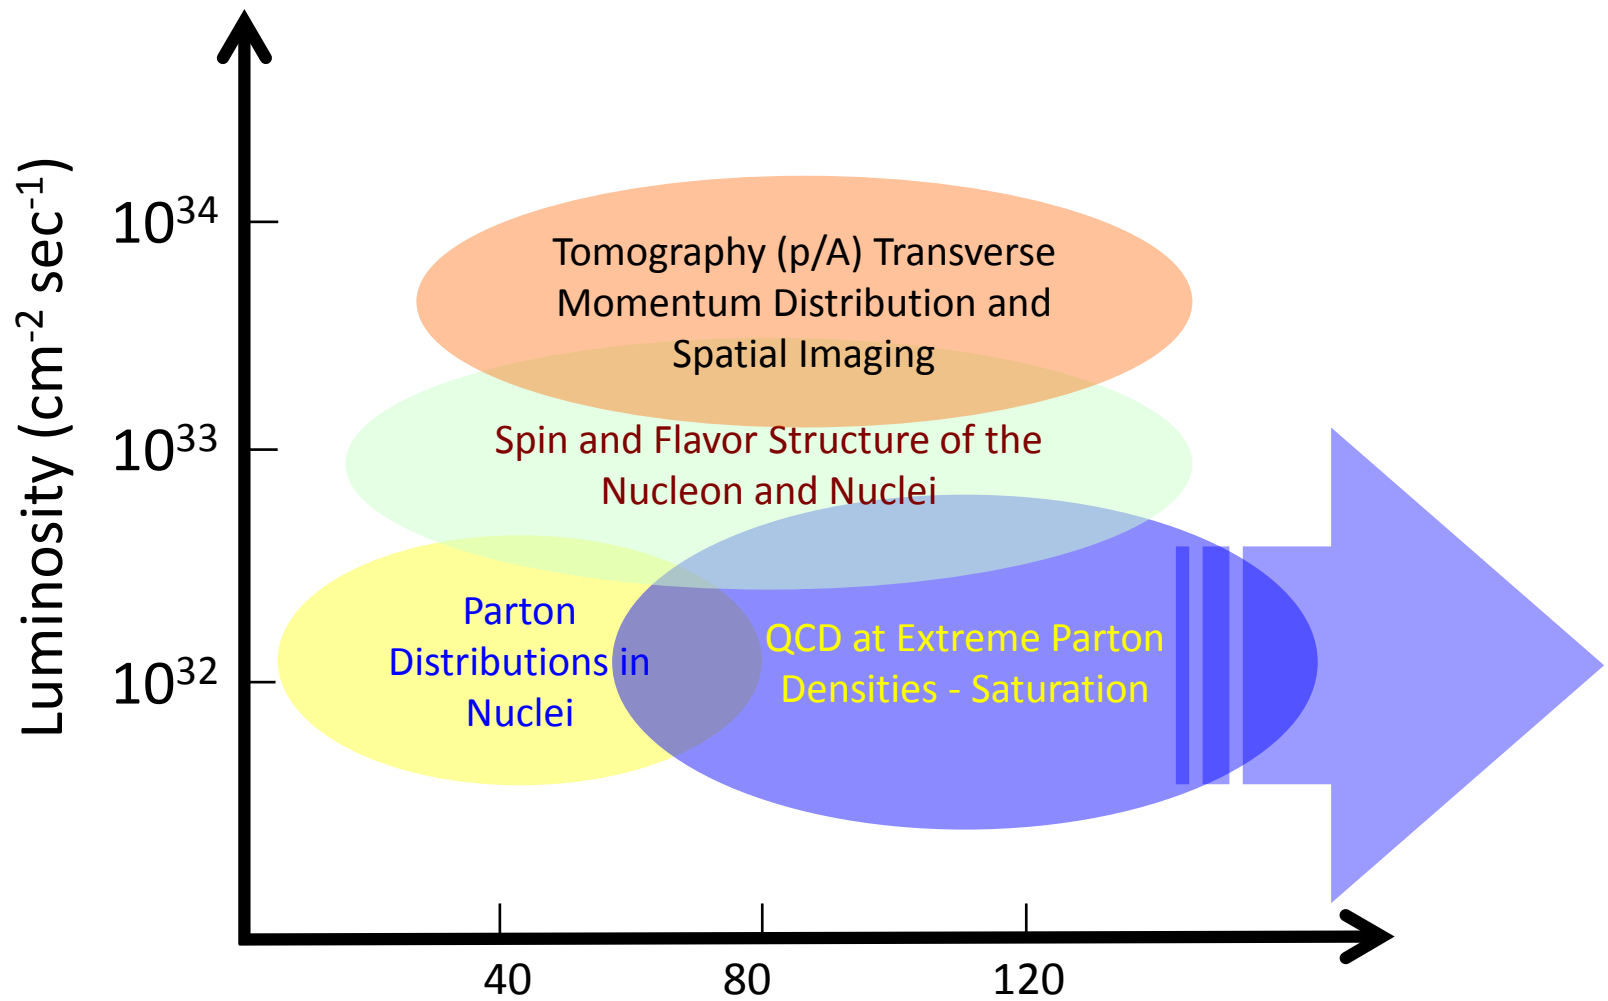 Luminosity (cm⁻² sec⁻¹)
10³⁴
10³³
10³²
Tomography (p/A) Transverse
Momentum Distribution and
Spatial Imaging
Spin and Flavor Structure of the
Nucleon and Nuclei
Parton
Distributions in
Nuclei
QCD at Extreme Parton
Densities - Saturation
40
80
120